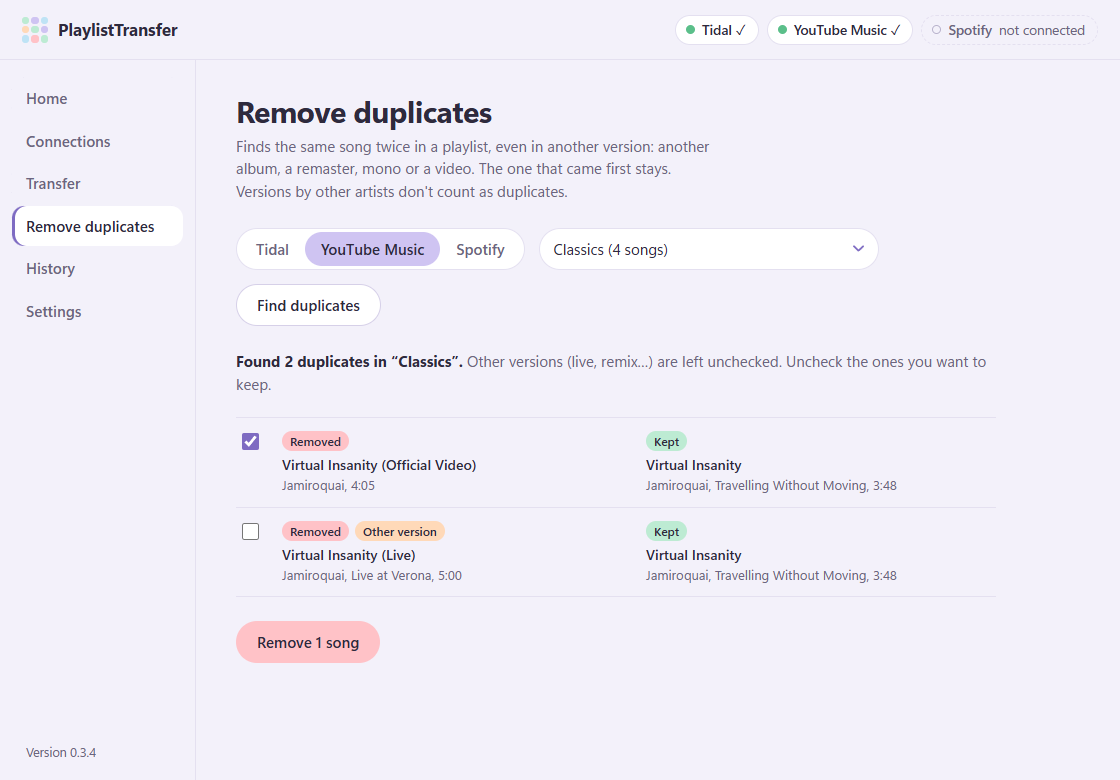 PlaylistTransfer
Tidal ✓
YouTube Music ✓
Spotify not connected
Home
Connections
Transfer
Remove duplicates
History
Settings
Version 0.3.4
Remove duplicates
Finds the same song twice in a playlist, even in another version: another
album, a remaster, mono or a video. The one that came first stays.
Versions by other artists don't count as duplicates.
Tidal YouTube Music Spotify
Classics (4 songs)
Find duplicates
Found 2 duplicates in “Classics”. Other versions (live, remix…) are left unchecked. Uncheck the ones you want to
keep.
Removed
Virtual Insanity (Official Video)
Jamiroquai, 4:05
Kept
Virtual Insanity
Jamiroquai, Travelling Without Moving, 3:48
Removed Other version
Virtual Insanity (Live)
Jamiroquai, Live at Verona, 5:00
Kept
Virtual Insanity
Jamiroquai, Travelling Without Moving, 3:48
Remove 1 song